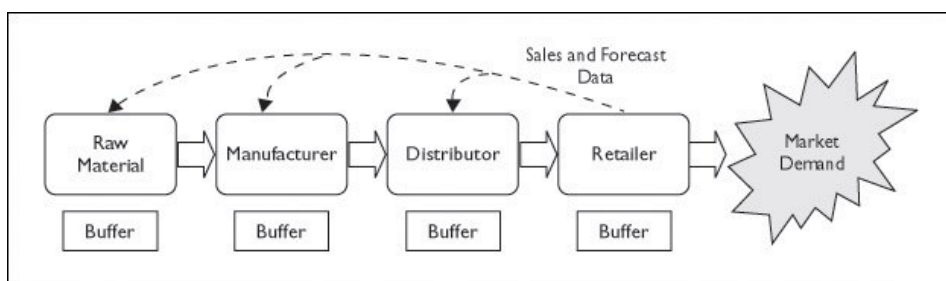 Sales and Forecast
Data
Raw
Material
Manufacturer
Distributor
Retailer
Market
Demand
Buffer
Buffer
Buffer
Buffer